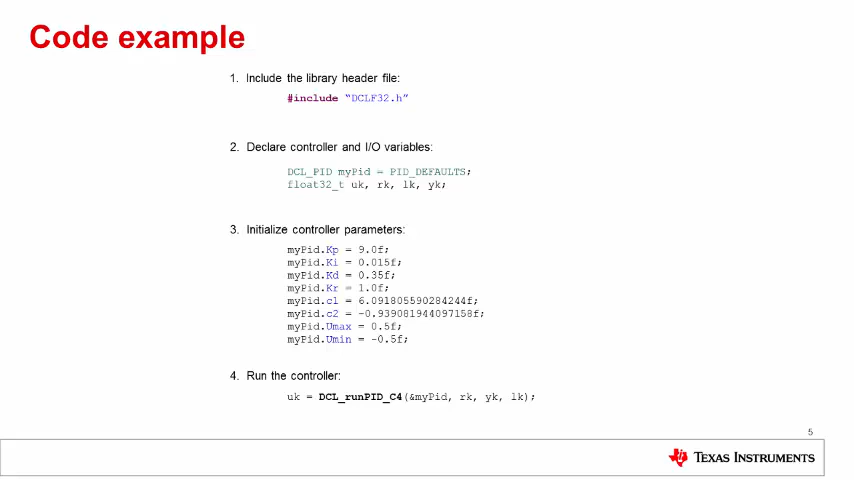 Code example
1. Include the library header file:
#include “DCLF32.h”
2. Declare controller and I/O variables:
DCL_PID myPid = PID_DEFAULTS;
float32_t uk, rk, lk, yk;
3. Initialize controller parameters:
myPid.Kp = 9.0f;
myPid.Ki = 0.015f;
myPid.Kd = 0.35f;
myPid.Kr = 1.0f;
myPid.c1 = 6.091805590284244f;
myPid.c2 = -0.939081944097158f;
myPid.Umax = 0.5f;
myPid.Umin = -0.5f;
4. Run the controller:
uk = DCL_runPID_C4(&myPid, rk, yk, lk);
5
TEXAS INSTRUMENTS